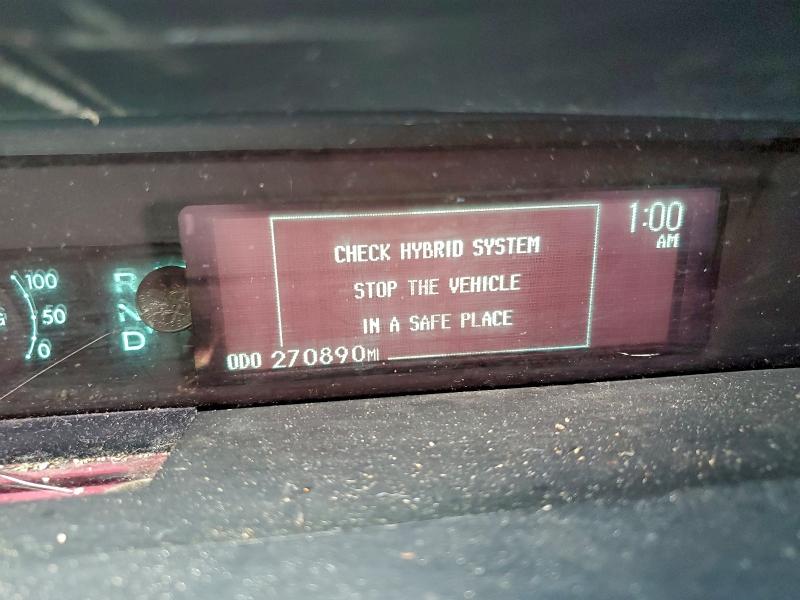 1:00
AM
CHECK HYBRID SYSTEM
STOP THE VEHICLE
IN A SAFE PLACE
ODO 270890MI
100
50
0
R
N
D